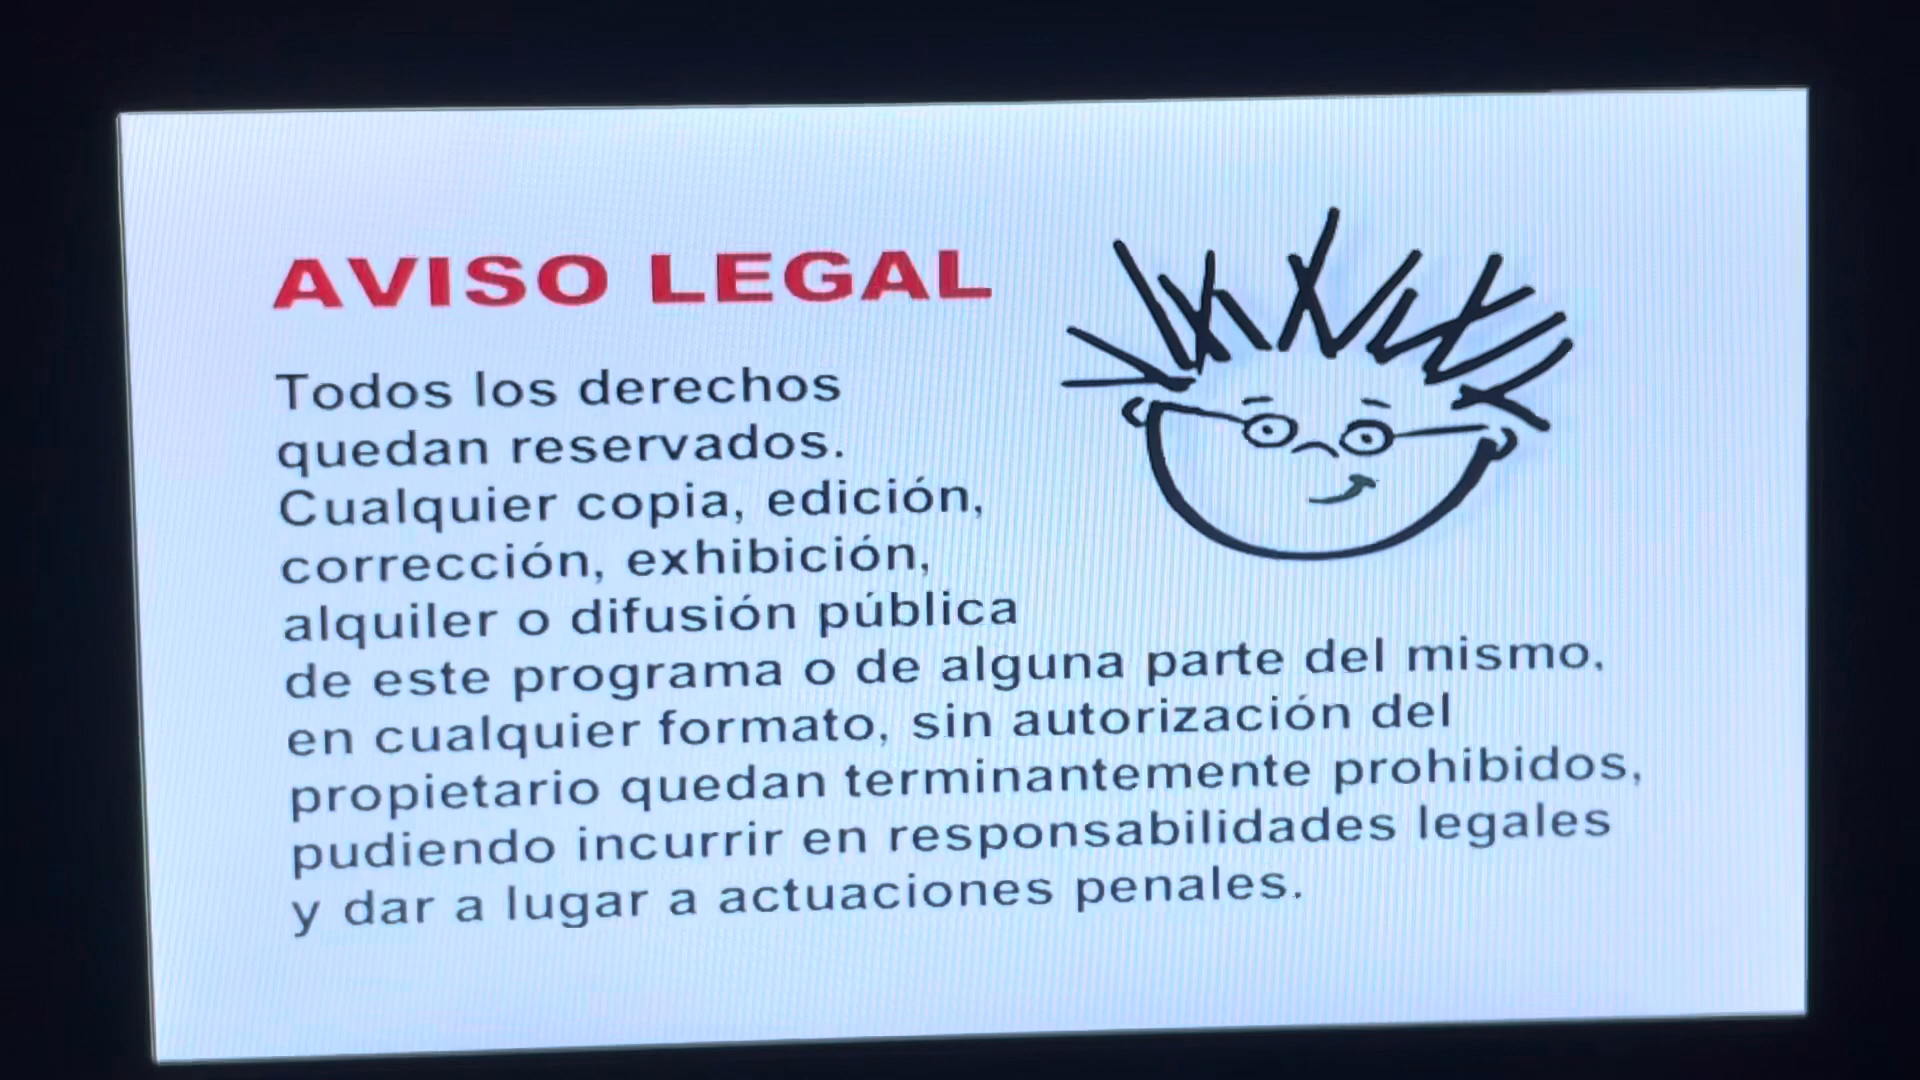 AVISO LEGAL
Todos los derechos
quedan reservados.
Cualquier copia, edición,
corrección, exhibición,
alquiler o difusión pública
de este programa o de alguna parte del mismo,
en cualquier formato, sin autorización del
propietario quedan terminantemente prohibidos,
pudiendo incurrir en responsabilidades legales
y dar a lugar a actuaciones penales.